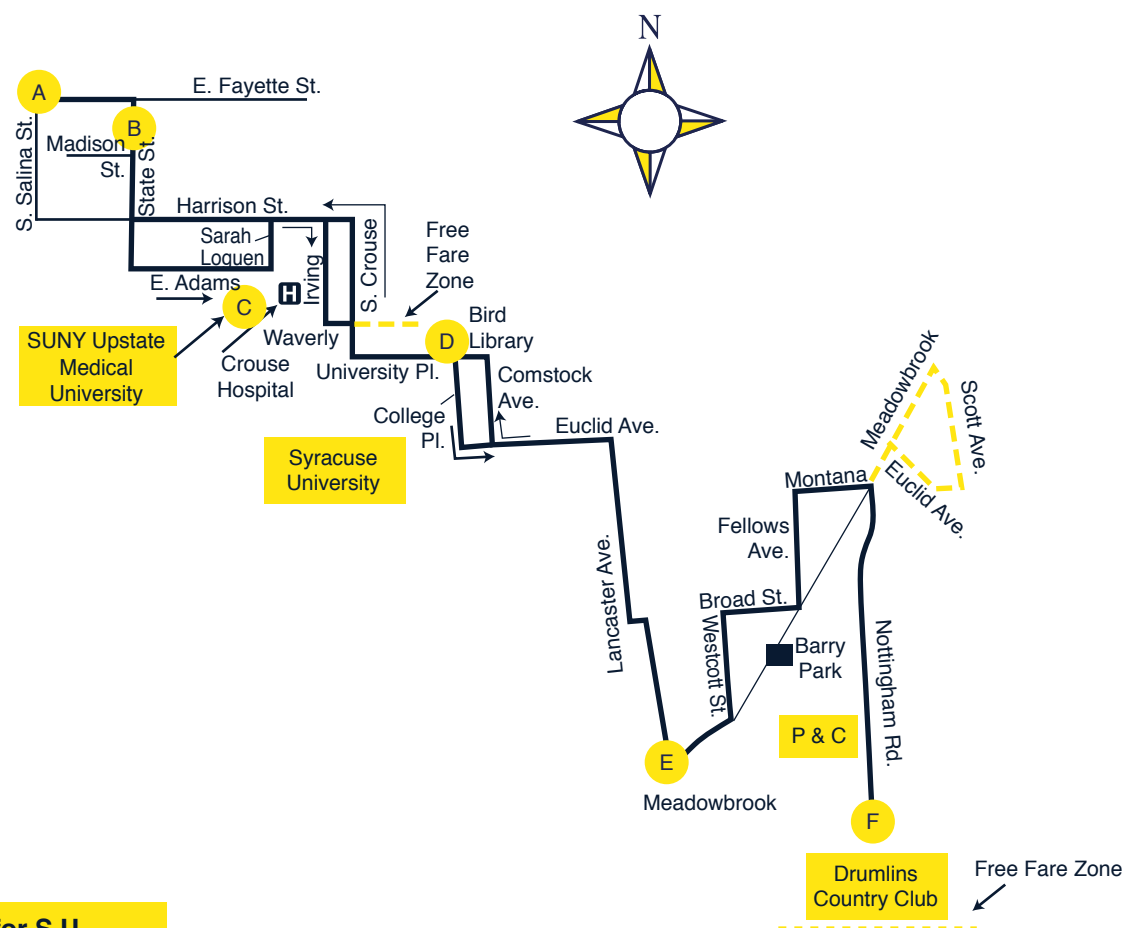 N
A
E. Fayette St.
S. Salina St.
B
Madison
St.
State St.
Harrison St.
Sarah
Loguen
E. Adams
C
H
Irving
S. Crouse
Free
Fare
Zone
SUNY Upstate
Medical
University
Crouse
Hospital
Waverly
University Pl.
D
Bird
Library
College
Pl.
Comstock
Ave.
Euclid Ave.
Syracuse
University
Lancaster Ave.
Meadowbrook
Scott Ave.
Euclid Ave.
Montana
Fellows
Ave.
Broad St.
Westcott St.
Barry
Park
Nottingham Rd.
P & C
E
Meadowbrook
F
Drumlins
Country Club
Free Fare Zone